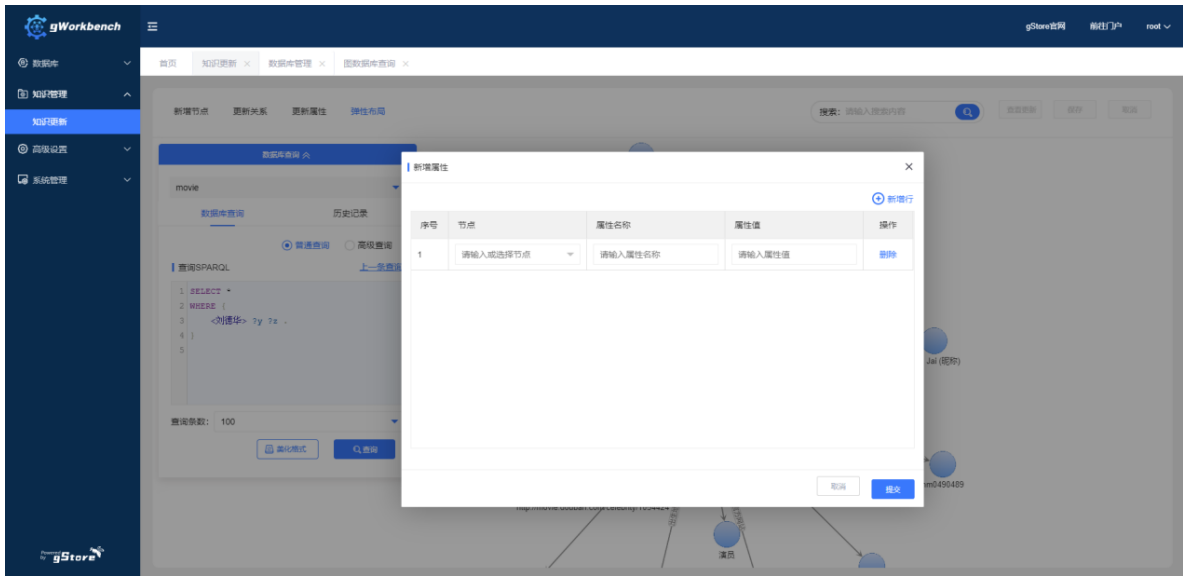 gWorkbench
gStore官网 前往门户 root
数据库
知识管理
知识更新
高级设置
系统管理
Powered by gStore
首页 知识更新 × 数据库管理 × 图数据库查询 ×
新增节点 更新关系 更新属性 弹性布局
搜索: 请输入搜索内容 查看更新 保存 取消
数据库查询
movie
数据库查询 历史记录
普通查询 高级查询
查询SPARQL 上一条查询
1 SELECT *
2 WHERE {
3 <刘德华> ?y ?z .
4 }
5
查询条数: 100
美化格式 查询
新增属性 ×
新增行
序号 节点 属性名称 属性值 操作
1 请输入或选择节点 请输入属性名称 请输入属性值 删除
取消 提交
Jai (昵称)
nm0490489
演员